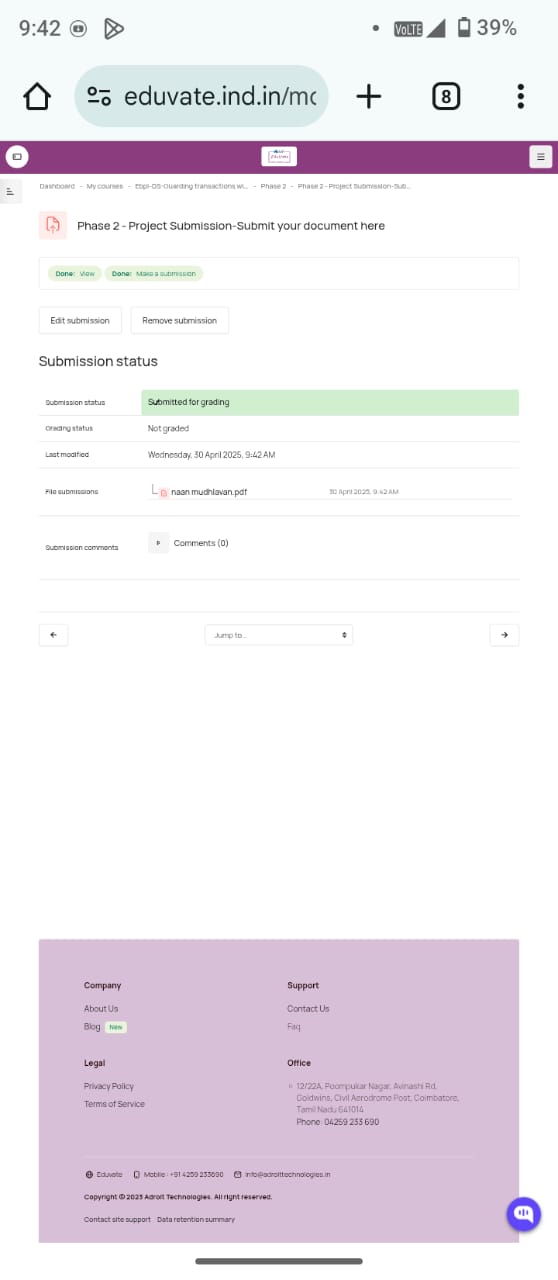 9:42
VoLTE 39%
eduvate.ind.in/mo
8
Dashboard - My courses - Ebpl-DS-Guarding transactions wi... - Phase 2 - Phase 2 - Project Submission-Sub...
Phase 2 - Project Submission-Submit your document here
Done: View Done: Make a submission
Edit submission Remove submission
Submission status
Submission status Submitted for grading
Grading status Not graded
Last modified Wednesday, 30 April 2025, 9:42 AM
File submissions naan mudhlavan.pdf 30 April 2025, 9:42 AM
Submission comments Comments (0)
Jump to...
Company
About Us
Blog New
Support
Contact Us
Faq
Legal
Privacy Policy
Terms of Service
Office
12/22A, Poompukar Nagar, Avinashi Rd,
Goldwins, Civil Aerodrome Post, Coimbatore,
Tamil Nadu 641014
Phone: 04259 233 690
Eduvate Mobile : +91 4259 233690 info@adroittechnologies.in
Copyright © 2023 Adroit Technologies. All right reserved.
Contact site support Data retention summary